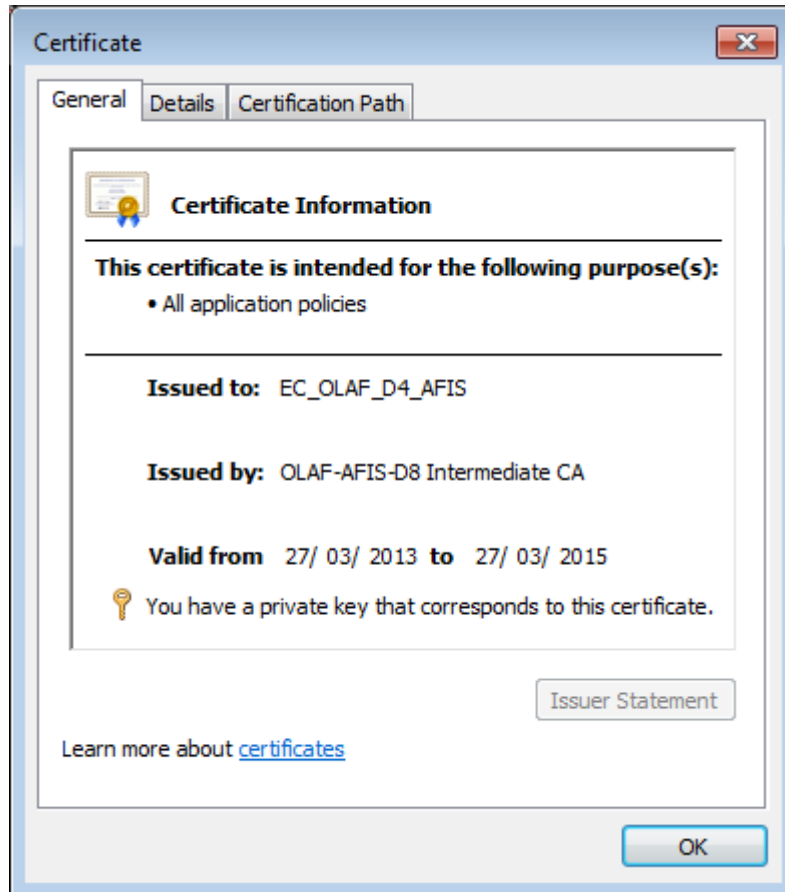 Certificate
General Details Certification Path
Certificate Information
This certificate is intended for the following purpose(s):
• All application policies
Issued to: EC_OLAF_D4_AFIS
Issued by: OLAF-AFIS-D8 Intermediate CA
Valid from 27/ 03/ 2013 to 27/ 03/ 2015
You have a private key that corresponds to this certificate.
Issuer Statement
Learn more about certificates
OK